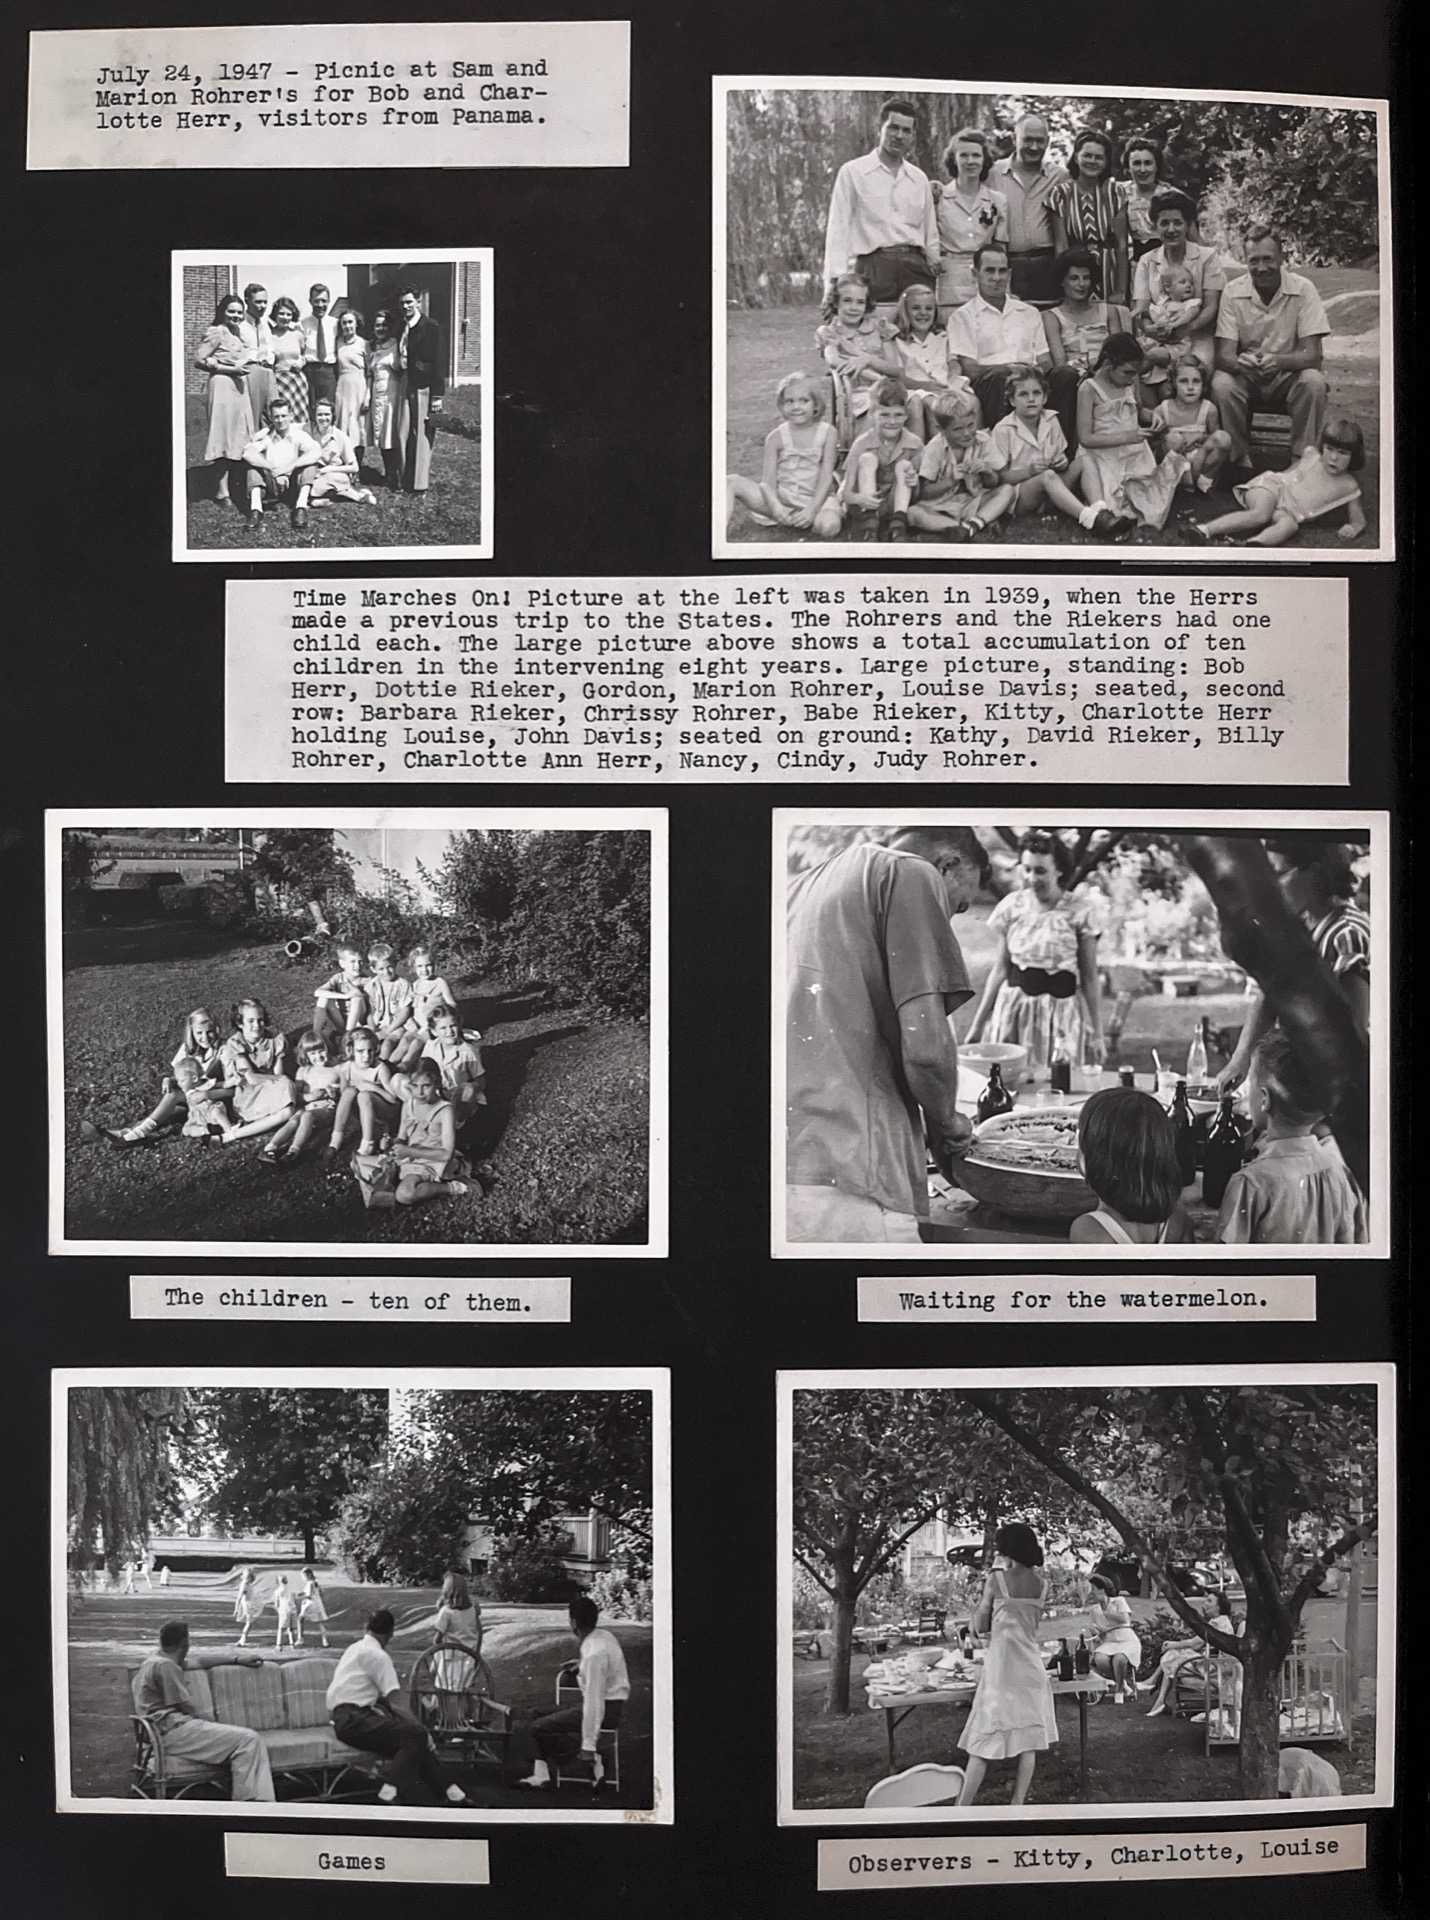 July 24, 1947 - Picnic at Sam and
Marion Rohrer's for Bob and Char-
lotte Herr, visitors from Panama.
Time Marches On! Picture at the left was taken in 1939, when the Herrs
made a previous trip to the States. The Rohrers and the Riekers had one
child each. The large picture above shows a total accumulation of ten
children in the intervening eight years. Large picture, standing: Bob
Herr, Dottie Rieker, Gordon, Marion Rohrer, Louise Davis; seated, second
row: Barbara Rieker, Chrissy Rohrer, Babe Rieker, Kitty, Charlotte Herr
holding Louise, John Davis; seated on ground: Kathy, David Rieker, Billy
Rohrer, Charlotte Ann Herr, Nancy, Cindy, Judy Rohrer.
The children - ten of them.
Waiting for the watermelon.
Games
Observers - Kitty, Charlotte, Louise